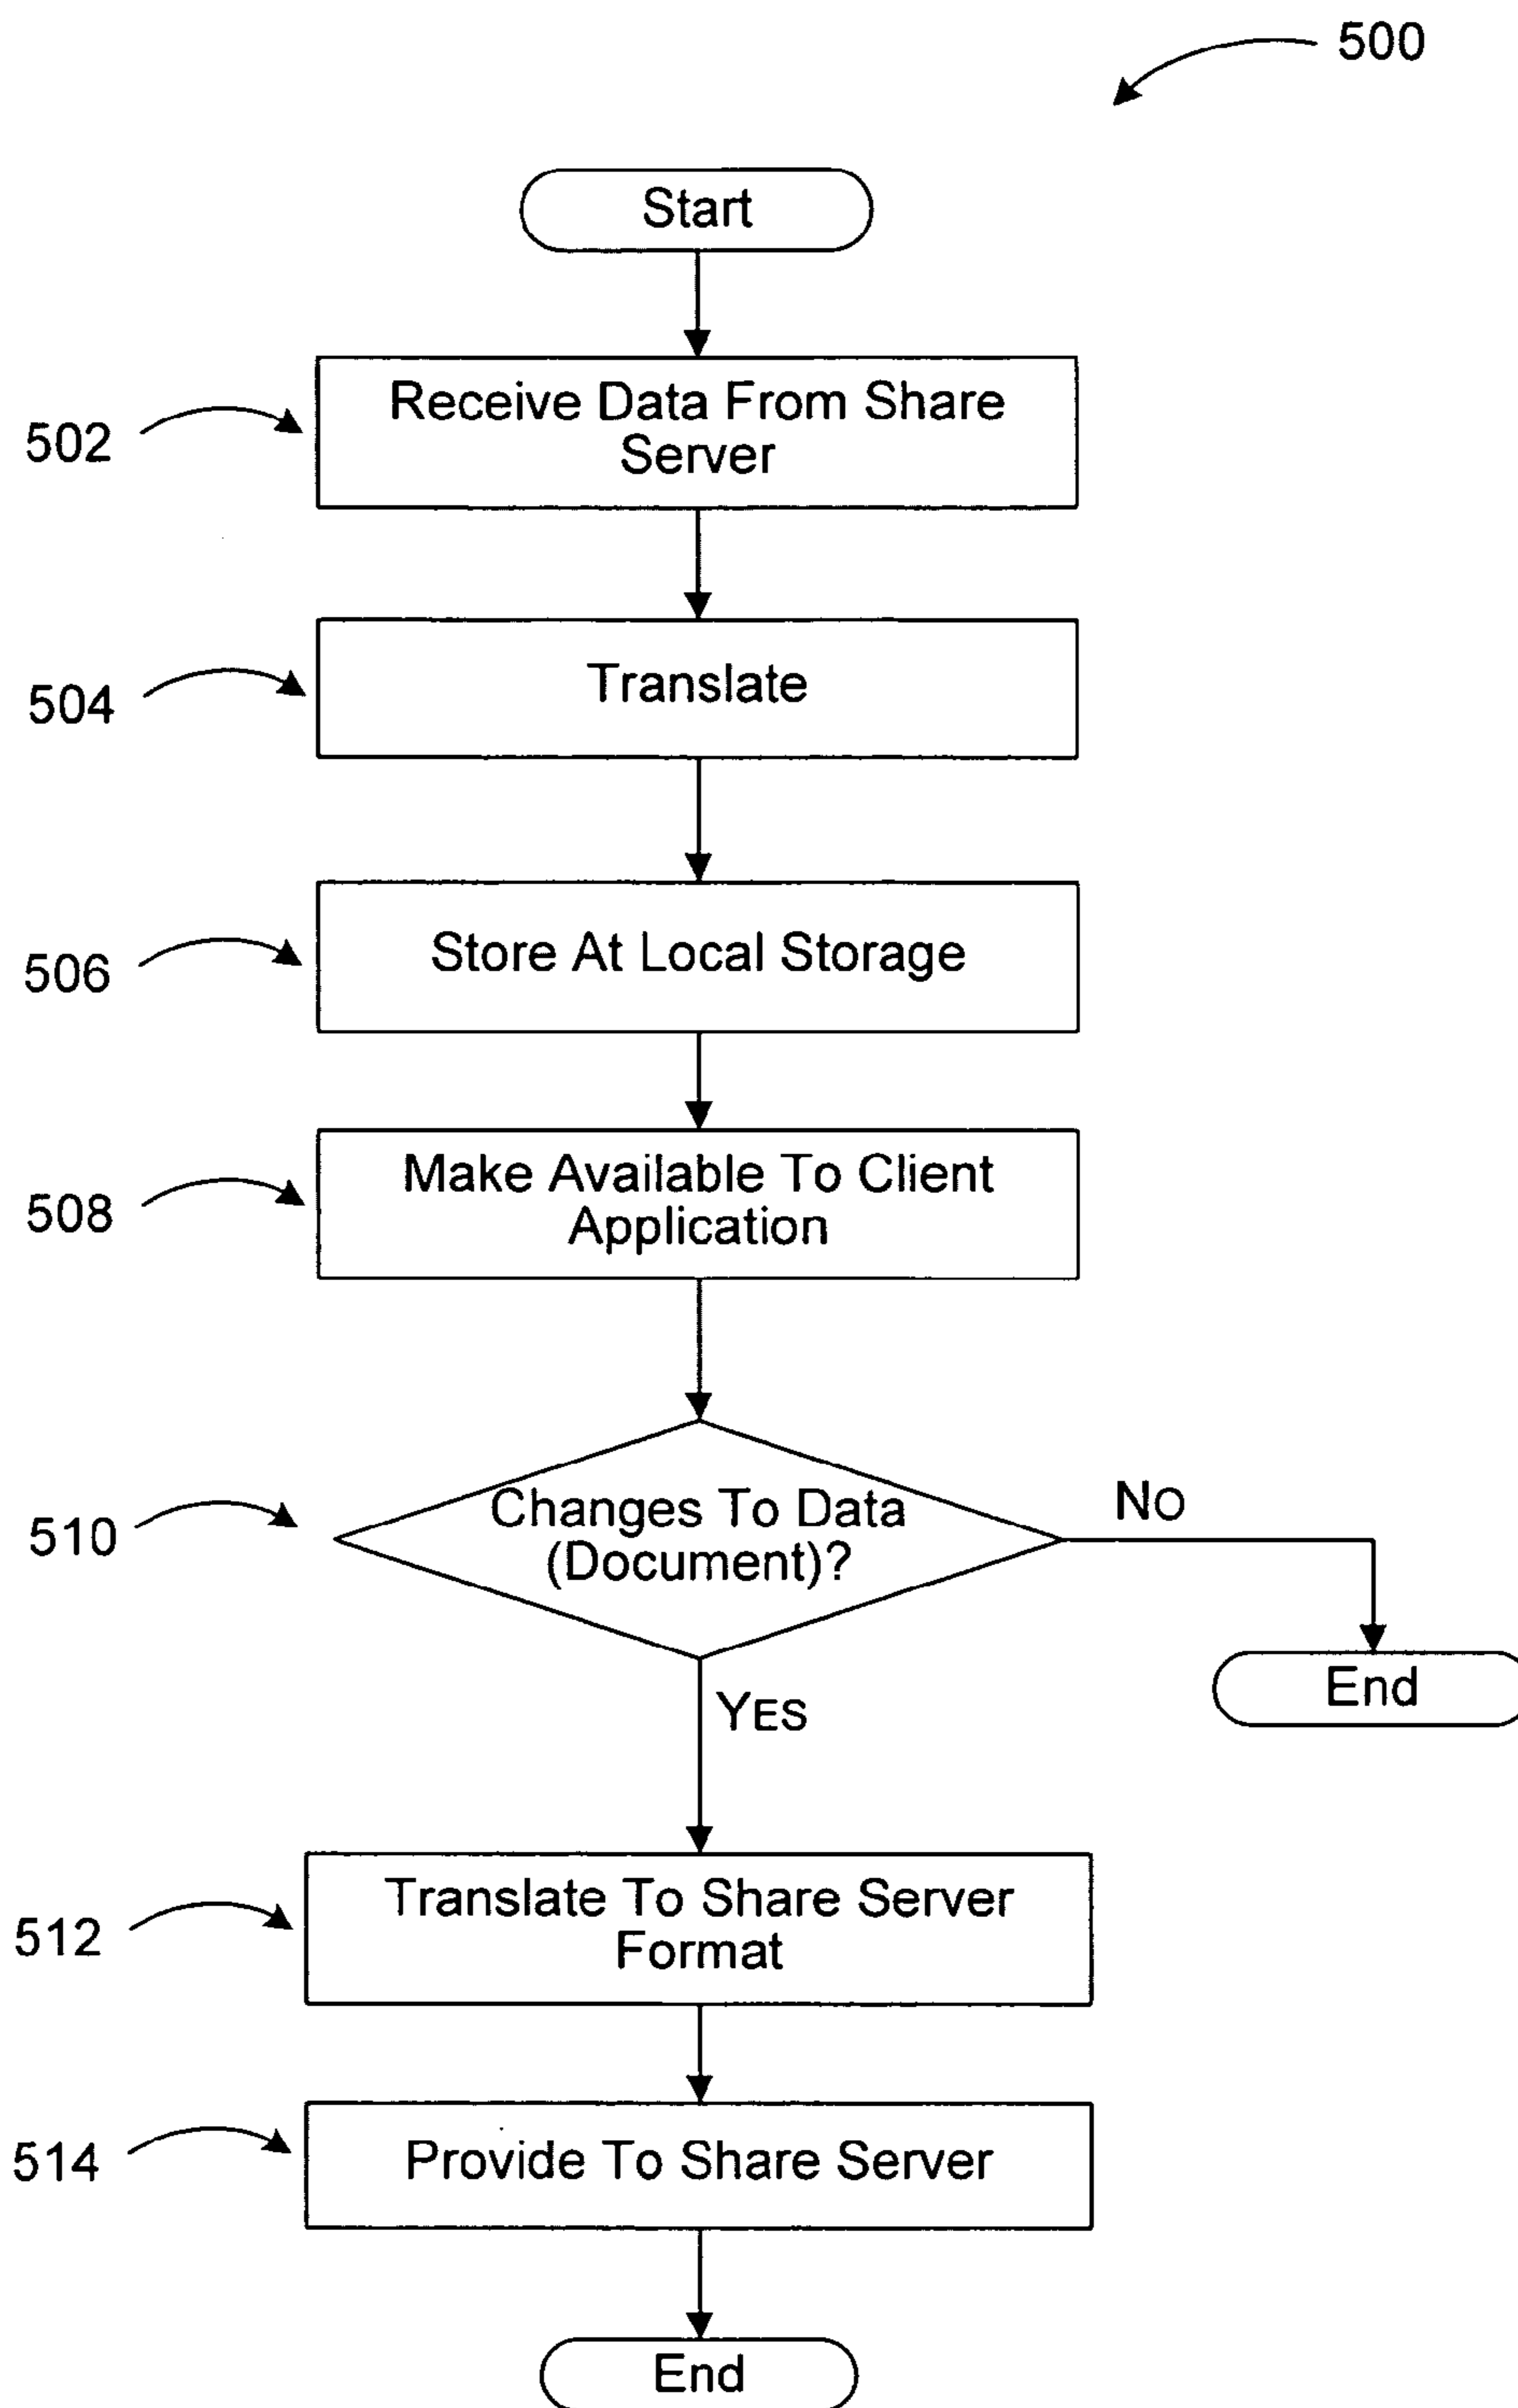 500
Start
502
Receive Data From Share
Server
504
Translate
506
Store At Local Storage
508
Make Available To Client
Application
510
Changes To Data
(Document)?
NO
End
YES
512
Translate To Share Server
Format
514
Provide To Share Server
End